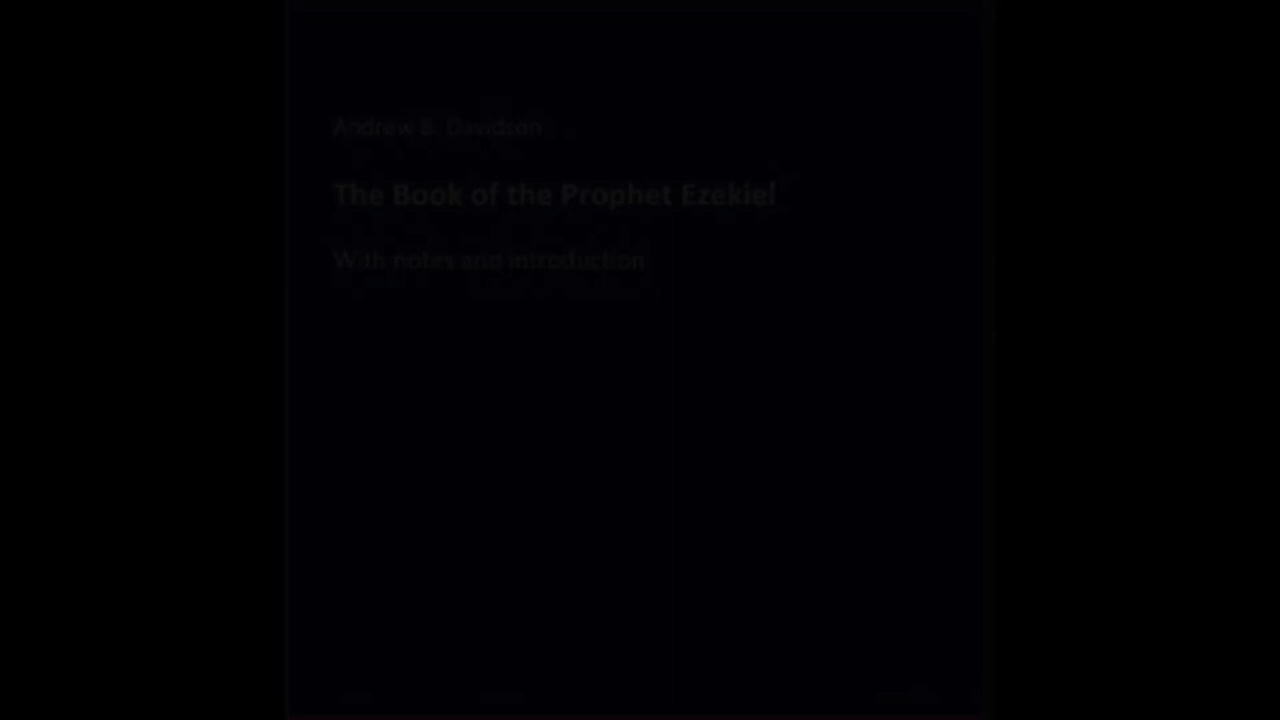 Andrew B. Davidson
The Book of the Prophet Ezekiel
With notes and introduction